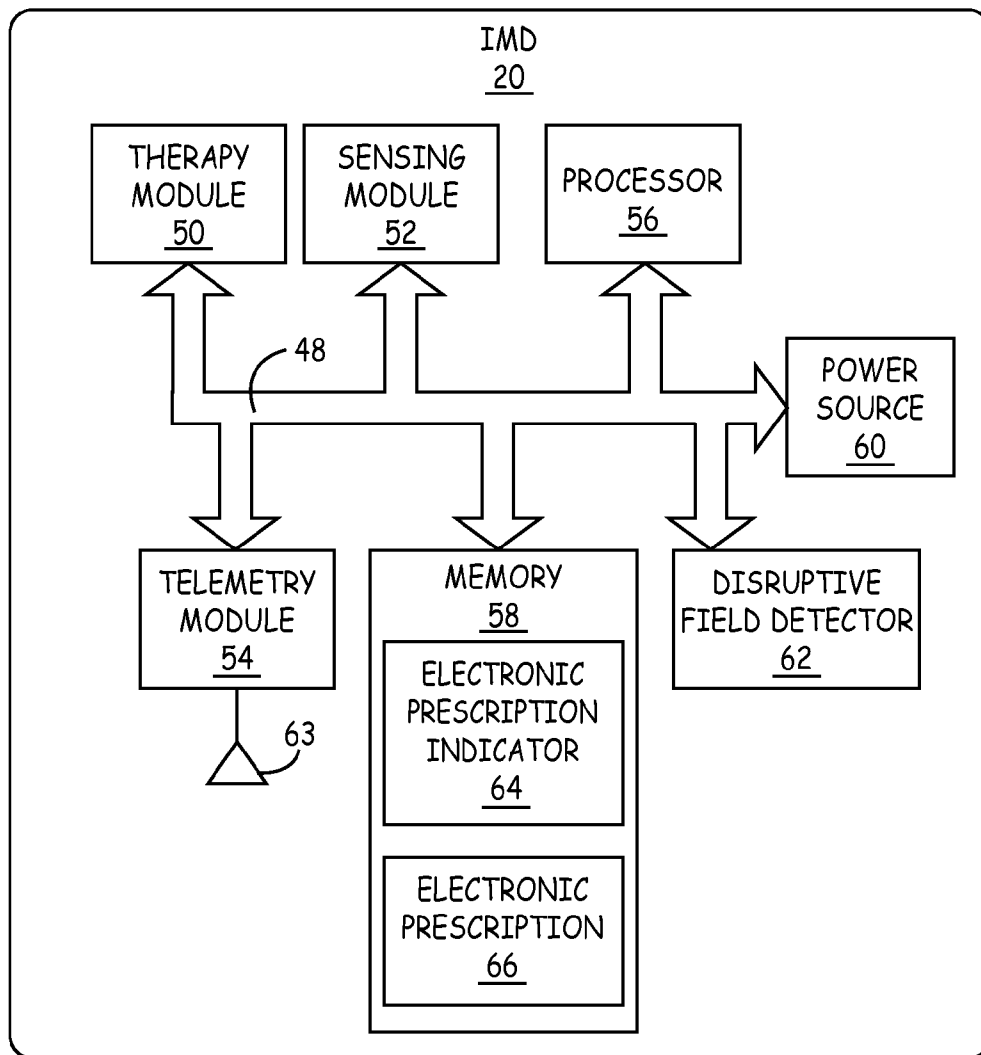 IMD
20
THERAPY
MODULE
50
SENSING
MODULE
52
PROCESSOR
56
48
POWER
SOURCE
60
TELEMETRY
MODULE
54
63
MEMORY
58
ELECTRONIC
PRESCRIPTION
INDICATOR
64
ELECTRONIC
PRESCRIPTION
66
DISRUPTIVE
FIELD DETECTOR
62